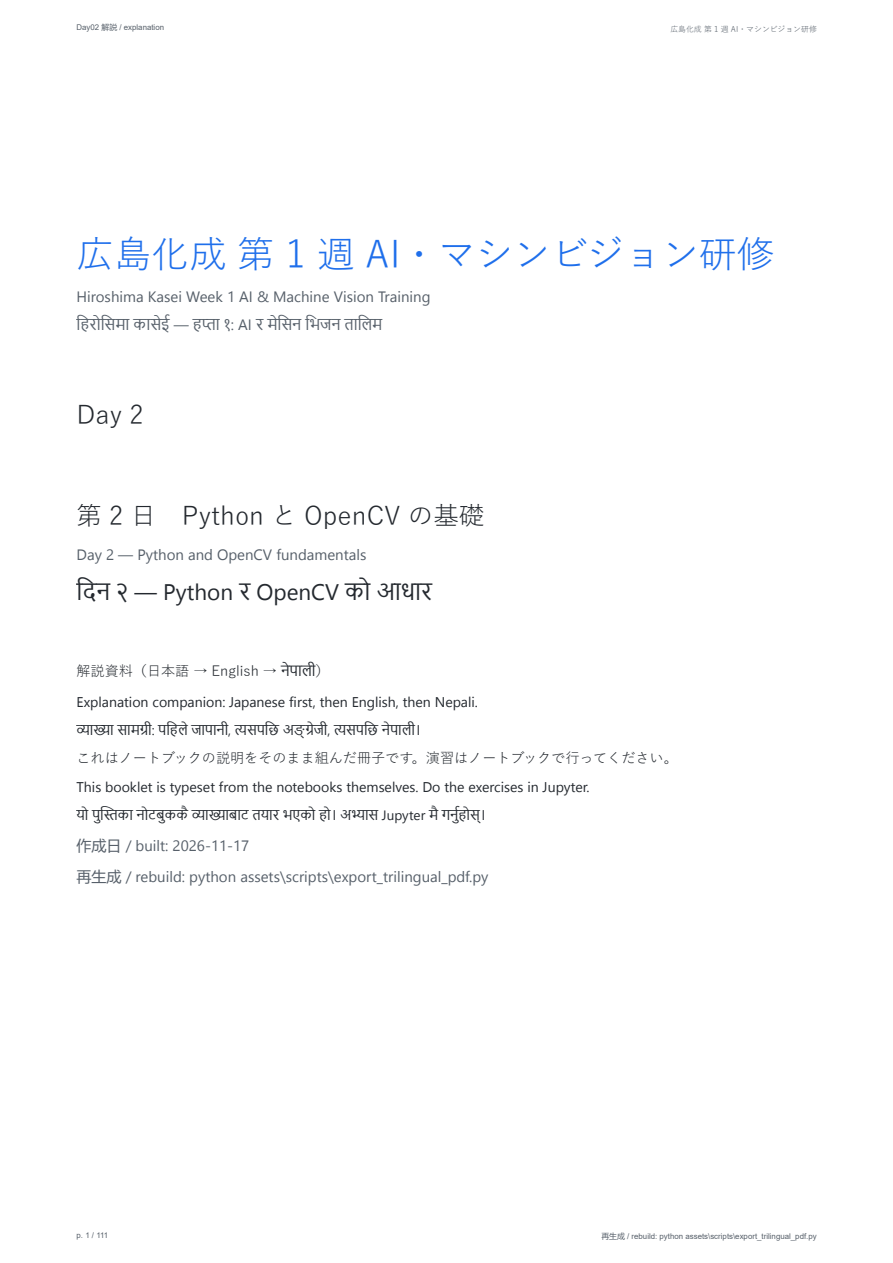 Day02 解説 / explanation
広島化成 第 1 週 AI・マシンビジョン研修
広島化成 第 1 週 AI・マシンビジョン研修
Hiroshima Kasei Week 1 AI & Machine Vision Training
हिरोसिमा कासेई — हप्ता १: AI र मेसिन भिजन तालिम
Day 2
第 2 日　Python と OpenCV の基礎
Day 2 — Python and OpenCV fundamentals
दिन २ — Python र OpenCV को आधार
解説資料（日本語 → English → नेपाली）
Explanation companion: Japanese first, then English, then Nepali.
व्याख्या सामग्री: पहिले जापानी, त्यसपछि अङ्ग्रेजी, त्यसपछि नेपाली।
これはノートブックの説明をそのまま組んだ冊子です。演習はノートブックで行ってください。
This booklet is typeset from the notebooks themselves. Do the exercises in Jupyter.
यो पुस्तिका नोटबुककै व्याख्याबाट तयार भएको हो। अभ्यास Jupyter मै गर्नुहोस्।
作成日 / built: 2026-11-17
再生成 / rebuild: python assets\scripts\export_trilingual_pdf.py
p. 1 / 111
再生成 / rebuild: python assets\scripts\export_trilingual_pdf.py